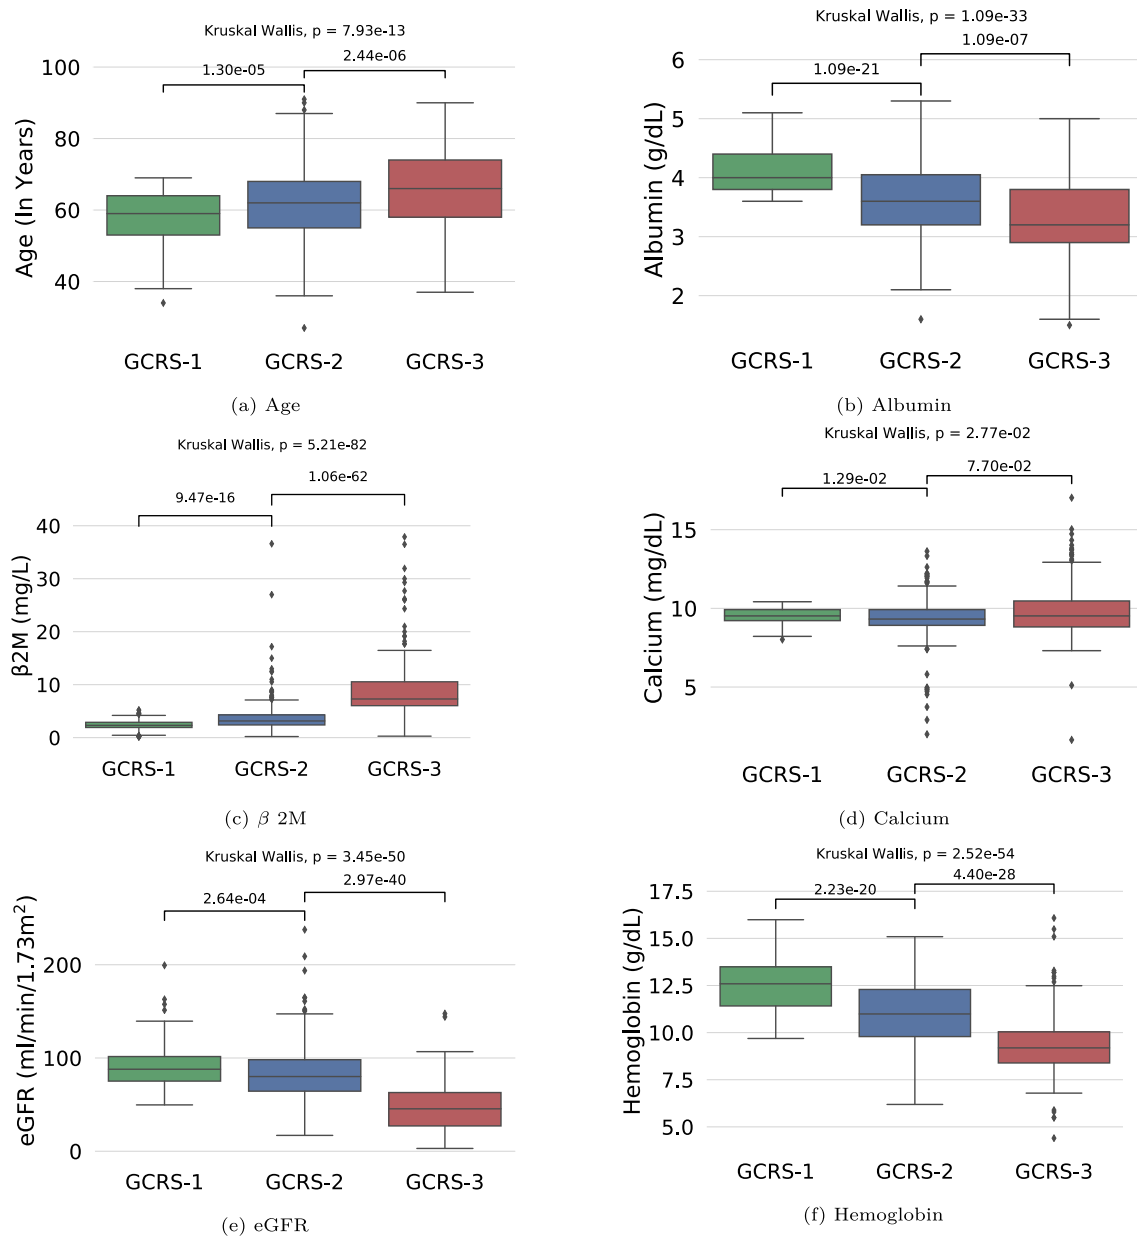 Kruskal Wallis, p = 7.93e-13
1.30e-05
2.44e-06
Age (In Years)
100
80
60
40
GCRS-1 GCRS-2 GCRS-3
(a) Age
Kruskal Wallis, p = 1.09e-33
1.09e-21
1.09e-07
Albumin (g/dL)
6
5
4
3
2
GCRS-1 GCRS-2 GCRS-3
(b) Albumin
Kruskal Wallis, p = 5.21e-82
9.47e-16
1.06e-62
β2M (mg/L)
40
30
20
10
0
GCRS-1 GCRS-2 GCRS-3
(c) β 2M
Kruskal Wallis, p = 2.77e-02
1.29e-02
7.70e-02
Calcium (mg/dL)
15
10
5
GCRS-1 GCRS-2 GCRS-3
(d) Calcium
Kruskal Wallis, p = 3.45e-50
2.64e-04
2.97e-40
eGFR (ml/min/1.73m²)
200
100
0
GCRS-1 GCRS-2 GCRS-3
(e) eGFR
Kruskal Wallis, p = 2.52e-54
2.23e-20
4.40e-28
Hemoglobin (g/dL)
17.5
15.0
12.5
10.0
7.5
5.0
GCRS-1 GCRS-2 GCRS-3
(f) Hemoglobin